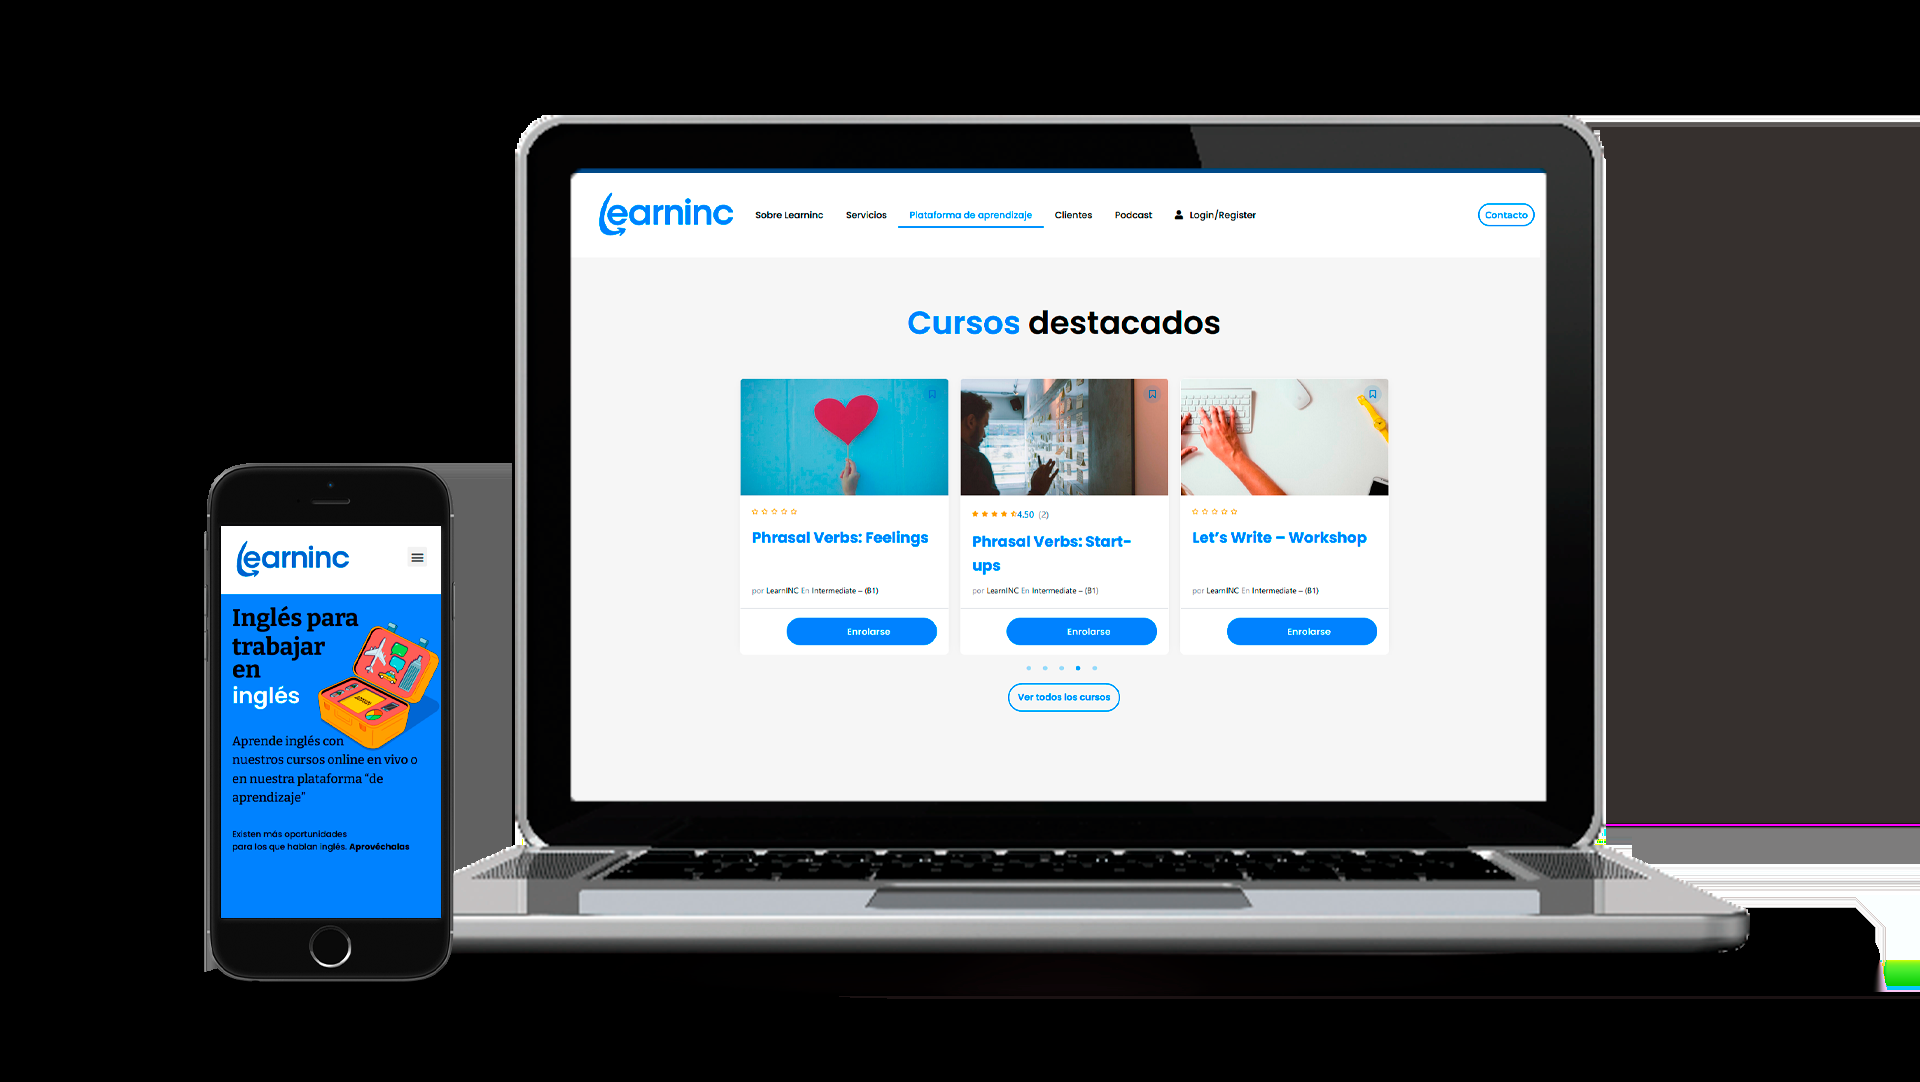 Learninc
Sobre Learninc
Servicios
Plataforma de aprendizaje
Clientes
Podcast
Login/Register
Contacto
Cursos destacados
Phrasal Verbs: Feelings
por LearnINC En Intermediate – (B1)
Enrolarse
4.50 (2)
Phrasal Verbs: Start-
ups
por LearnINC En Intermediate – (B1)
Enrolarse
Let's Write – Workshop
por LearnINC En Intermediate – (B1)
Enrolarse
Ver todos los cursos
Learninc
Inglés para
trabajar
en
inglés
Aprende inglés con
nuestros cursos online en vivo o
en nuestra plataforma “de
aprendizaje”
Existen más oportunidades
para los que hablan inglés. Aprovéchalas